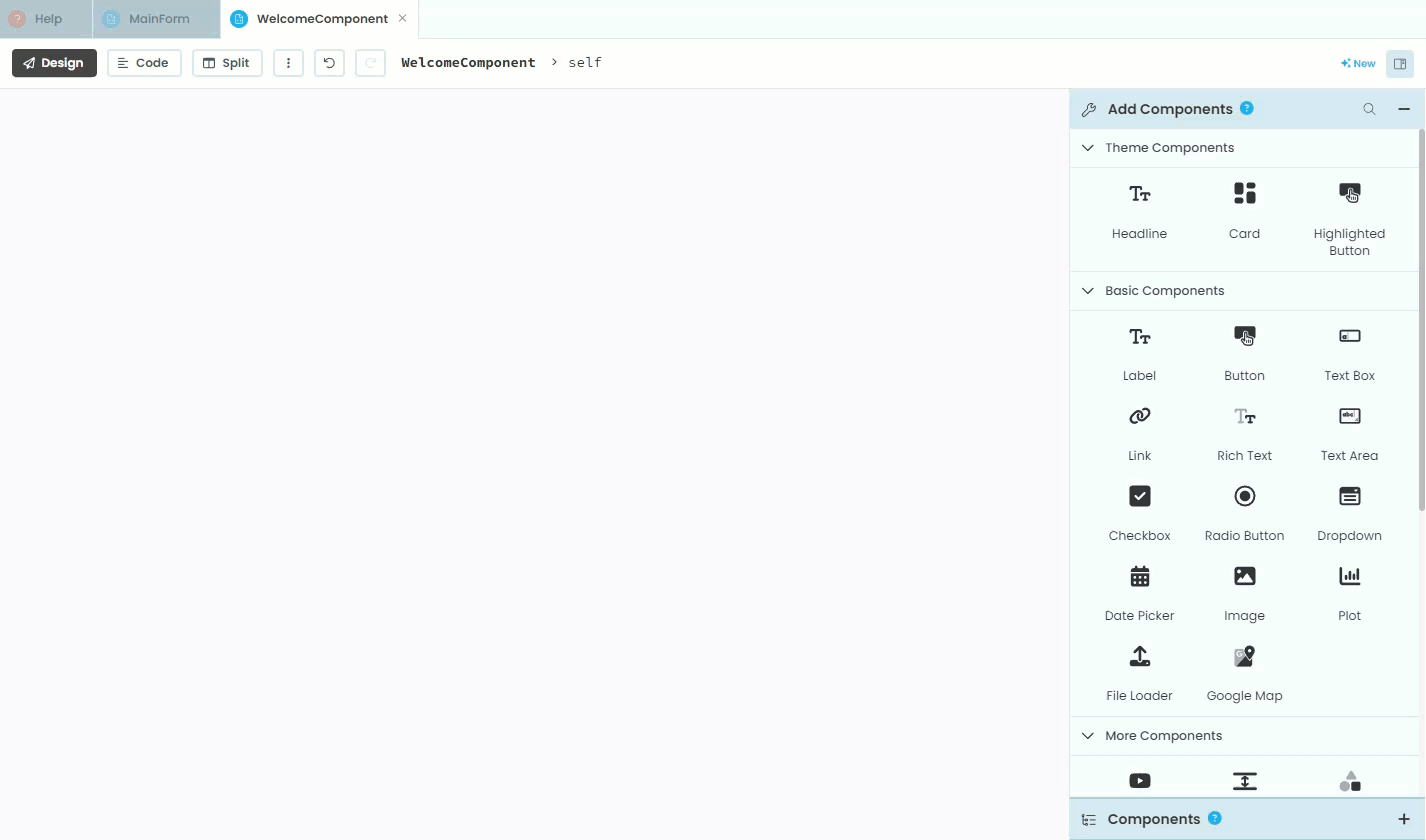 Help MainForm WelcomeComponent
Design Code Split WelcomeComponent > self New
Add Components ?
Theme Components
Headline Card Highlighted
Button
Basic Components
Label Button Text Box
Link Rich Text Text Area
Checkbox Radio Button Dropdown
Date Picker Image Plot
File Loader Google Map
More Components
Components ?